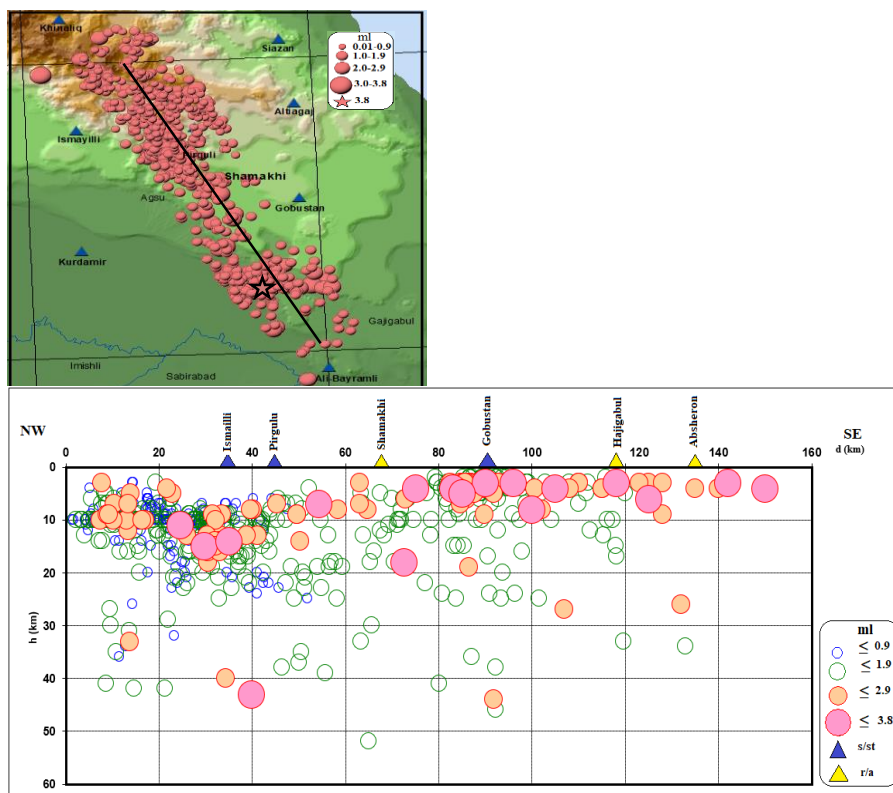 Khinaliq
Siazan
ml
0.01-0.9
1.0-1.9
2.0-2.9
3.0-3.8
3.8
Altiagaj
Ismayilli
Pirguli
Shamakhi
Agsu
Gobustan
Kurdamir
Gajigabul
Imishli
Sabirabad
Ali-Bayramli
NW
Ismailli
Pirgulu
Shamakhi
Gobustan
Hajigabul
Absheron
SE
d (km)
0 20 40 60 80 100 120 140 160
0
10
20
30
40
50
60
h (km)
ml
≤ 0.9
≤ 1.9
≤ 2.9
≤ 3.8
s/st
r/a